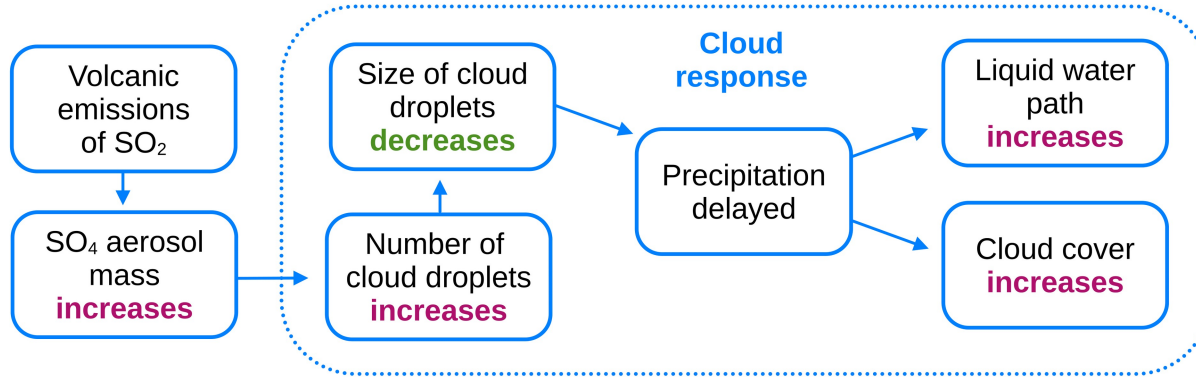 Volcanic
emissions
of SO₂
SO₄ aerosol
mass
increases
Cloud
response
Number of
cloud droplets
increases
Size of cloud
droplets
decreases
Precipitation
delayed
Liquid water
path
increases
Cloud cover
increases